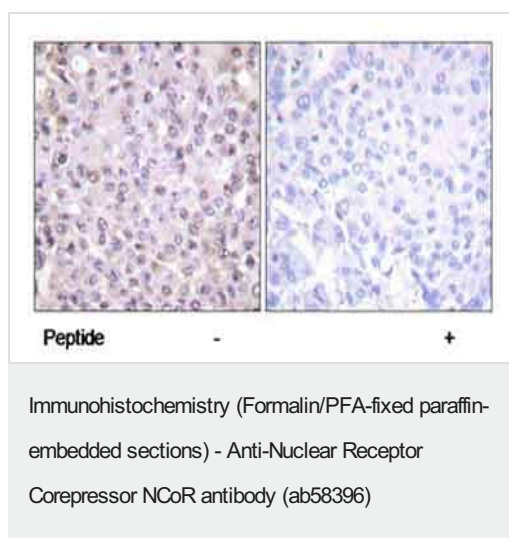 Peptide - +
Immunohistochemistry (Formalin/PFA-fixed paraffin-
embedded sections) - Anti-Nuclear Receptor
Corepressor NCoR antibody (ab58396)